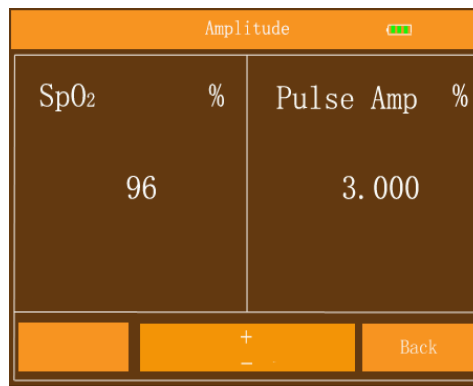 Amplitude
SpO₂ % Pulse Amp %
96 3.000
+
− Back